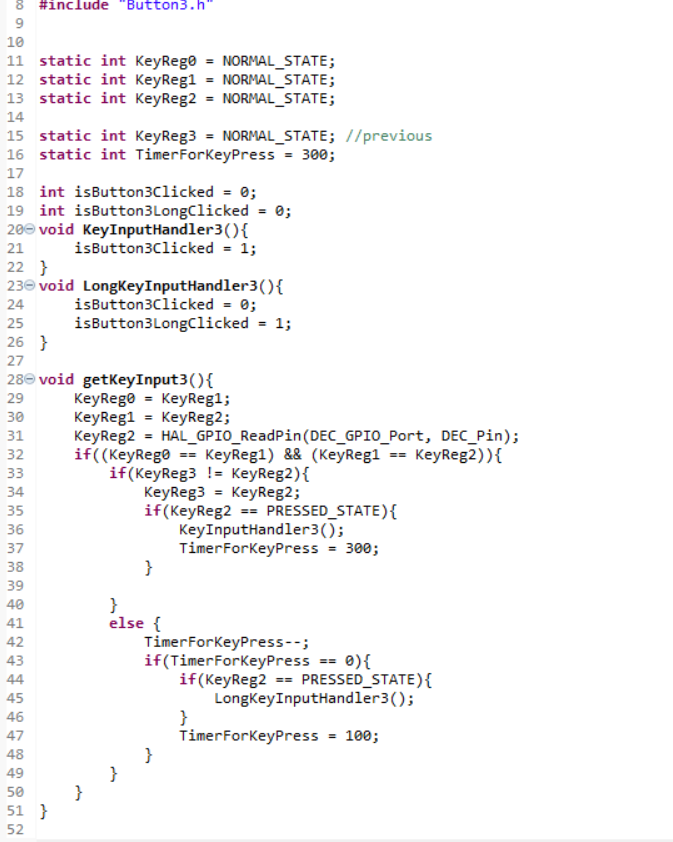 8 #include "Button3.h"
9
10
11 static int KeyReg0 = NORMAL_STATE;
12 static int KeyReg1 = NORMAL_STATE;
13 static int KeyReg2 = NORMAL_STATE;
14
15 static int KeyReg3 = NORMAL_STATE; //previous
16 static int TimerForKeyPress = 300;
17
18 int isButton3Clicked = 0;
19 int isButton3LongClicked = 0;
20 void KeyInputHandler3(){
21     isButton3Clicked = 1;
22 }
23 void LongKeyInputHandler3(){
24     isButton3Clicked = 0;
25     isButton3LongClicked = 1;
26 }
27
28 void getKeyInput3(){
29     KeyReg0 = KeyReg1;
30     KeyReg1 = KeyReg2;
31     KeyReg2 = HAL_GPIO_ReadPin(DEC_GPIO_Port, DEC_Pin);
32     if((KeyReg0 == KeyReg1) && (KeyReg1 == KeyReg2)){
33         if(KeyReg3 != KeyReg2){
34             KeyReg3 = KeyReg2;
35             if(KeyReg2 == PRESSED_STATE){
36                 KeyInputHandler3();
37                 TimerForKeyPress = 300;
38             }
39
40         }
41         else {
42             TimerForKeyPress--;
43             if(TimerForKeyPress == 0){
44                 if(KeyReg2 == PRESSED_STATE){
45                     LongKeyInputHandler3();
46                 }
47                 TimerForKeyPress = 100;
48             }
49         }
50     }
51 }
52